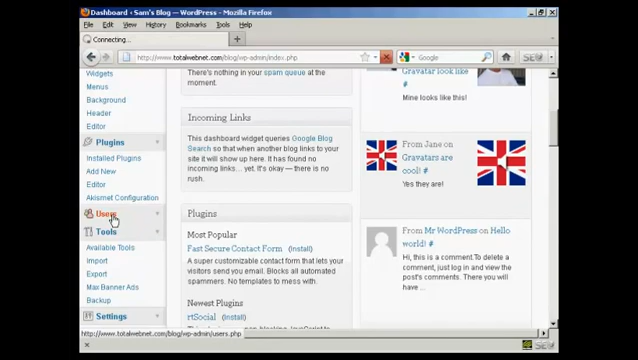 Dashboard ‹ Sam's Blog — WordPress - Mozilla Firefox
File Edit View History Bookmarks Tools Help
Connecting...
http://www.totalwebnet.com/blog/wp-admin/index.php
Google
Widgets
Menus
Background
Header
Editor
Plugins
Installed Plugins
Add New
Editor
Akismet Configuration
Users
Tools
Available Tools
Import
Export
Max Banner Ads
Backup
Settings
There's nothing in your spam queue at the
moment.
Incoming Links
This dashboard widget queries Google Blog
Search so that when another blog links to your
site it will show up here. It has found no
incoming links... yet. It's okay — there is no
rush.
Plugins
Most Popular
Fast Secure Contact Form (Install)
A super customizable contact form that lets your
visitors send you email. Blocks all automated
spammers. No templates to mess with.
Newest Plugins
rtSocial (Install)
Gravatar look like
#
Mine looks like this!
From Jane on
Gravatars are
cool! #
Yes they are!
From Mr WordPress on Hello
world! #
Hi, this is a comment.To delete a
comment, just log in and view the
post's comments. There you will
have ...
http://www.totalwebnet.com/blog/wp-admin/users.php